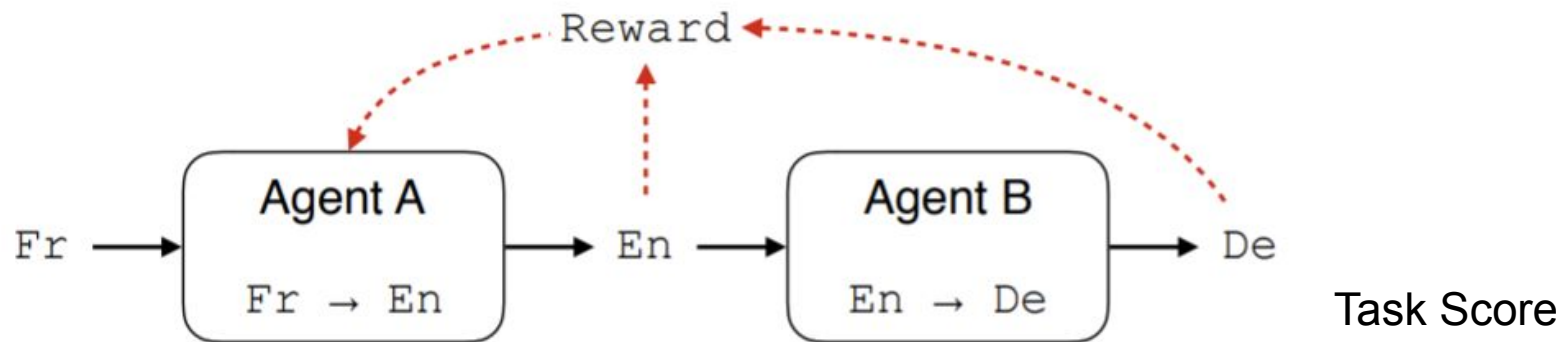 Reward
Agent A
Agent B
Fr
En
De
Fr → En
En → De
Task Score